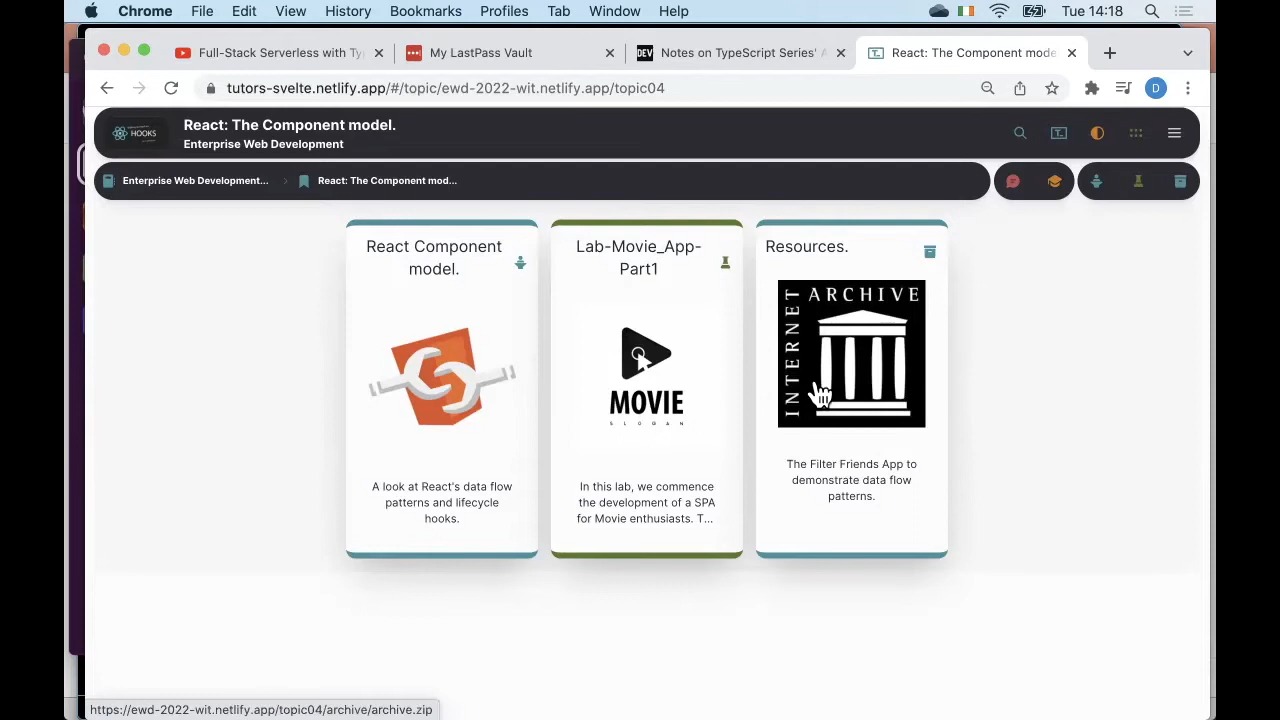 Chrome File Edit View History Bookmarks Profiles Tab Window Help Tue 14:18
Full-Stack Serverless with Ty
My LastPass Vault
DEV Notes on TypeScript Series' A
React: The Component mode
tutors-svelte.netlify.app/#/topic/ewd-2022-wit.netlify.app/topic04
D
HOOKS
React: The Component model.
Enterprise Web Development
Enterprise Web Development...
React: The Component mod...
React Component
model.
A look at React's data flow
patterns and lifecycle
hooks.
Lab-Movie_App-
Part1
MOVIE
SLOGAN
In this lab, we commence
the development of a SPA
for Movie enthusiasts. T...
Resources.
INTERNET
ARCHIVE
The Filter Friends App to
demonstrate data flow
patterns.
https://ewd-2022-wit.netlify.app/topic04/archive/archive.zip